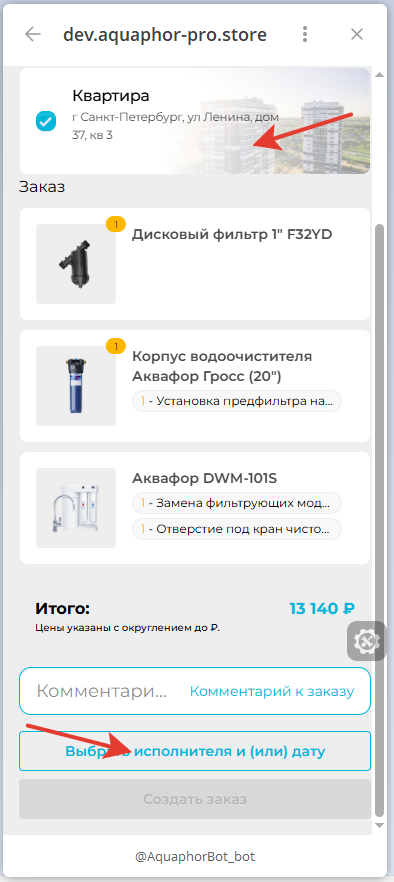 dev.aquaphor-pro.store
Квартира
г Санкт-Петербург, ул Ленина, дом
37, кв 3
Заказ
1
Дисковый фильтр 1" F32YD
1
Корпус водоочистителя
Аквафор Гросс (20")
1 - Установка предфильтра на...
Аквафор DWM-101S
1 - Замена фильтрующих мод...
1 - Отверстие под кран чисто...
Итого: 13 140 ₽
Цены указаны с округлением до ₽.
Комментари... Комментарий к заказу
исполнителя и (или) дату
Создать заказ
@AquaphorBot_bot